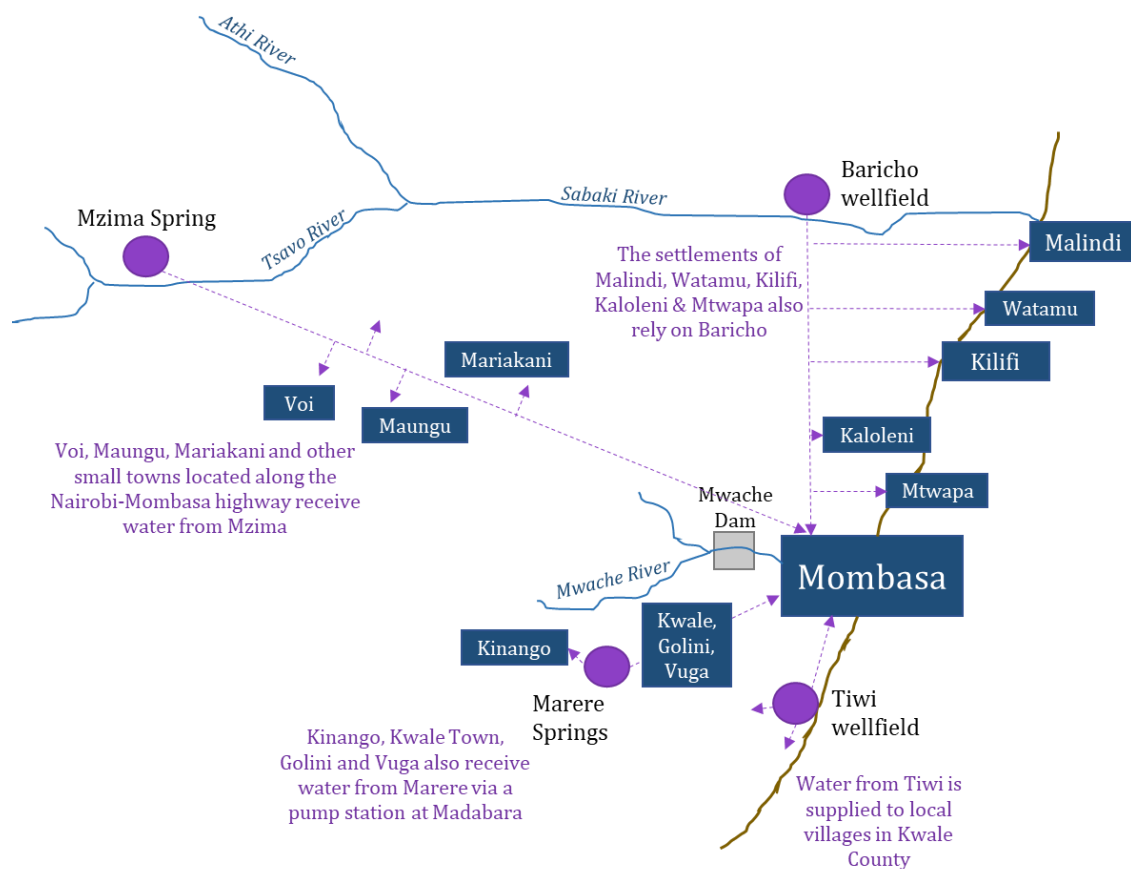 Athi River
Mzima Spring
Tsavo River
Sabaki River
Baricho
wellfield
Malindi
The settlements of
Malindi, Watamu, Kilifi,
Kaloleni & Mtwapa also
rely on Baricho
Watamu
Kilifi
Mariakani
Voi
Maungu
Kaloleni
Voi, Maungu, Mariakani and other
small towns located along the
Nairobi-Mombasa highway receive
water from Mzima
Mtwapa
Mwache
Dam
Mombasa
Mwache River
Kinango
Kwale,
Golini,
Vuga
Marere
Springs
Tiwi
wellfield
Kinango, Kwale Town,
Golini and Vuga also receive
water from Marere via a
pump station at Madabara
Water from Tiwi is
supplied to local
villages in Kwale
County